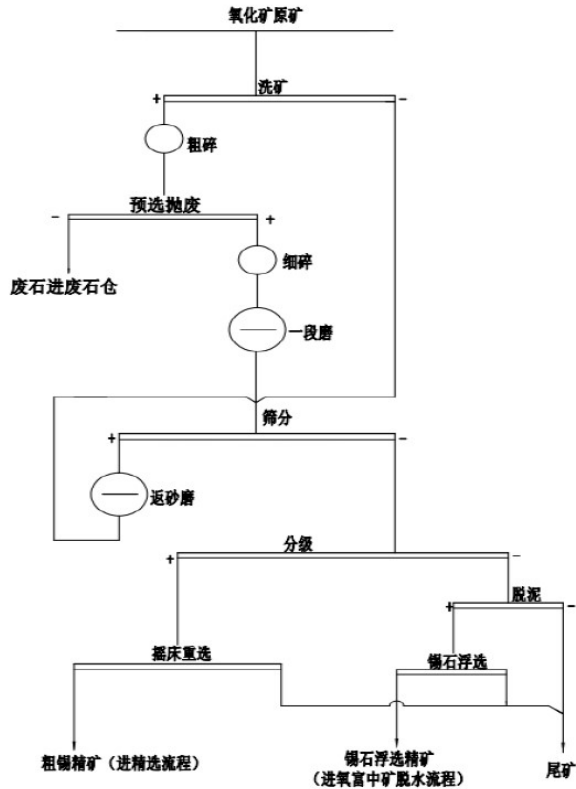 氧化矿原矿
洗矿
+
-
粗碎
预选抛废
-
+
细碎
废石进废石仓
一段磨
筛分
+
-
返砂磨
分级
+
-
脱泥
+
-
摇床重选
锡石浮选
粗锡精矿（进精选流程）
锡石浮选精矿
（进氧富中矿脱水流程）
尾矿